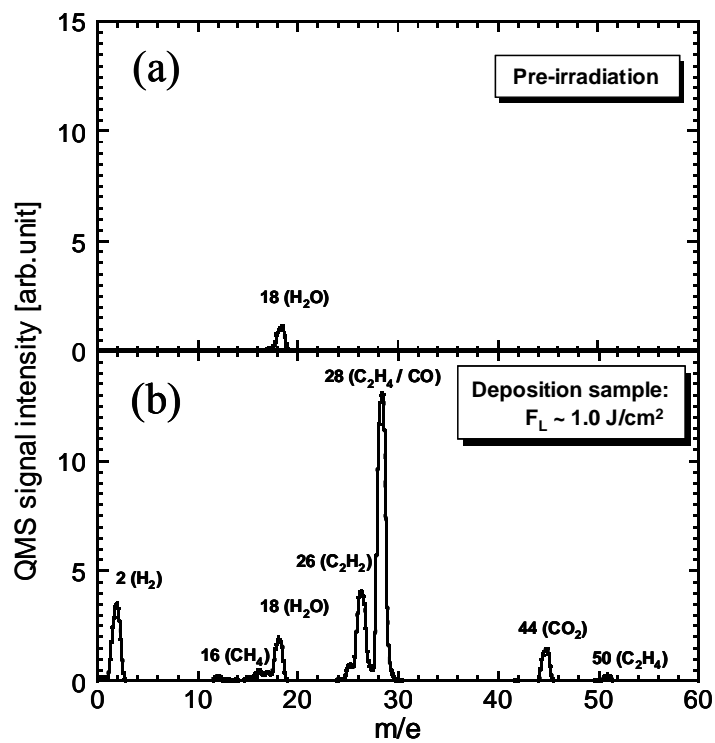 15
(a)
Pre-irradiation
10
5
18 (H₂O)
0
QMS signal intensity [arb.unit]
28 (C₂H₄ / CO)
(b)
Deposition sample:
F_L ~ 1.0 J/cm²
10
26 (C₂H₂)
5
2 (H₂)
18 (H₂O)
44 (CO₂)
16 (CH₄)
50 (C₂H₄)
0
0 10 20 30 40 50 60
m/e